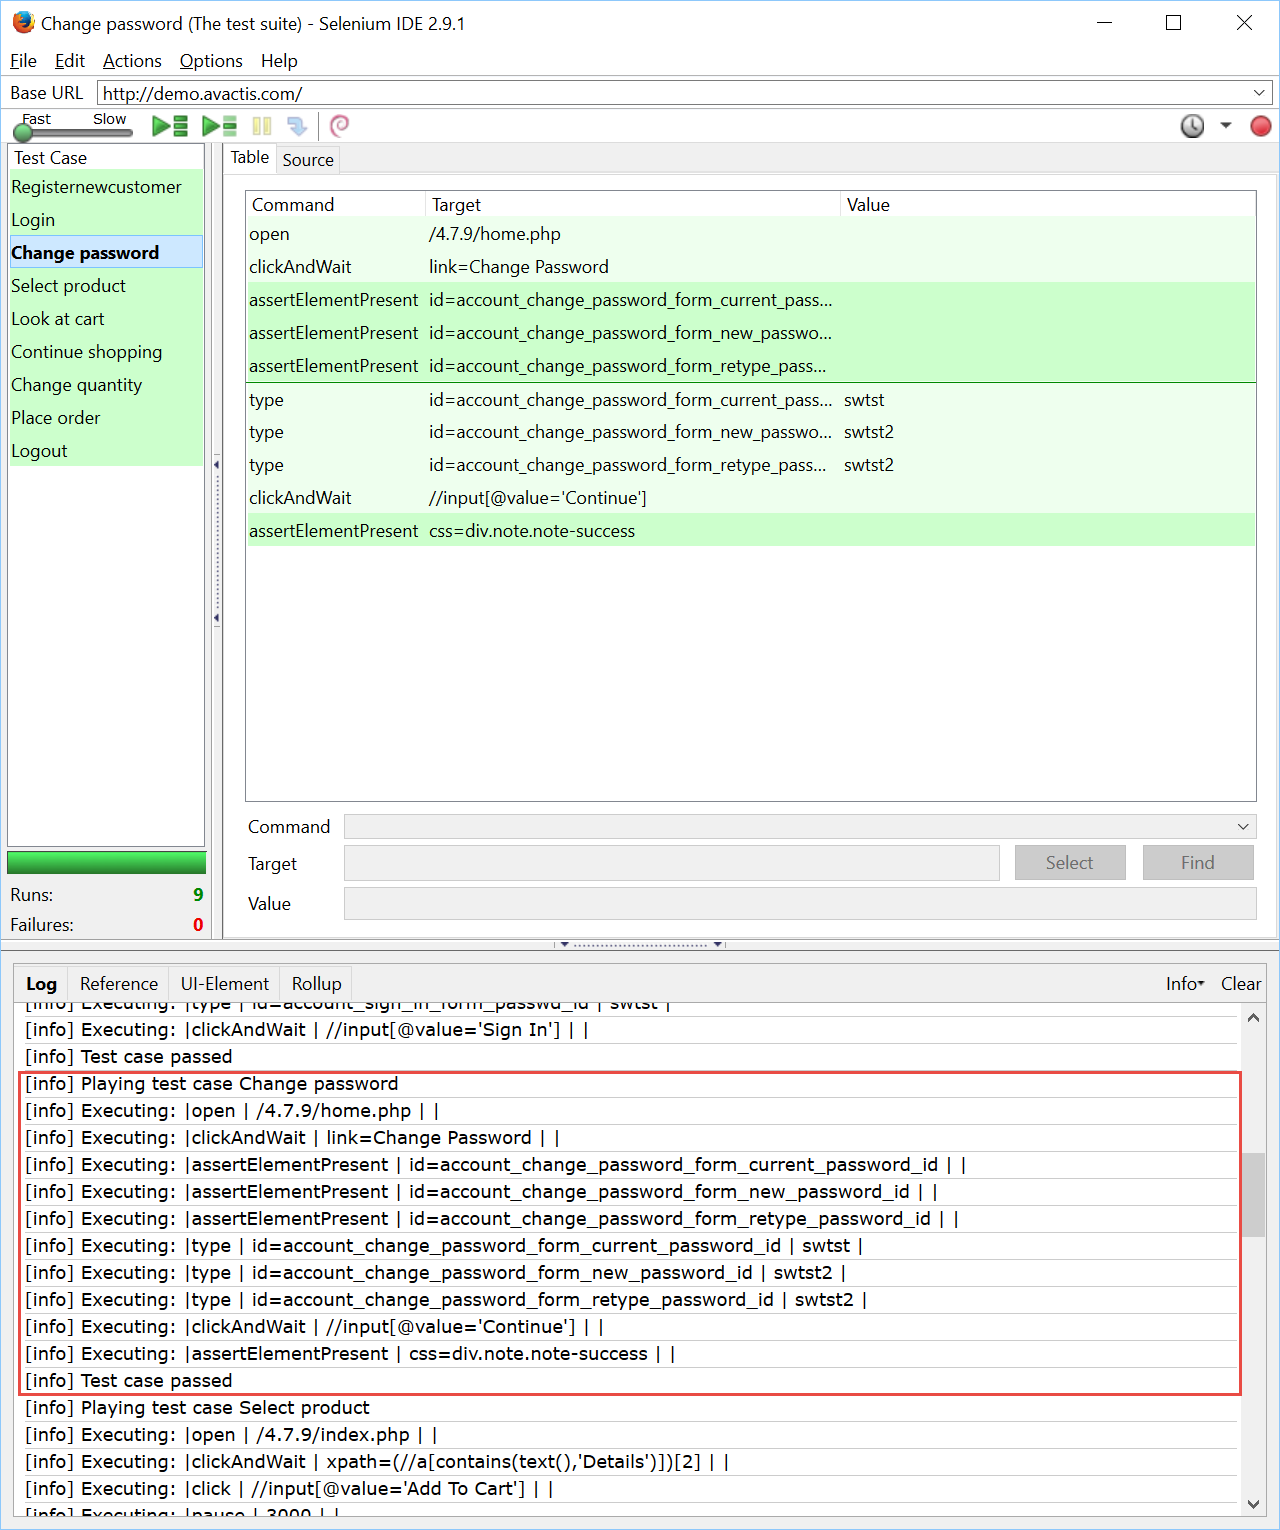 Change password (The test suite) - Selenium IDE 2.9.1
File Edit Actions Options Help
Base URL http://demo.avactis.com/
Fast Slow
Test Case
Registernewcustomer
Login
Change password
Select product
Look at cart
Continue shopping
Change quantity
Place order
Logout
Runs: 9
Failures: 0
Table Source
Command Target Value
open /4.7.9/home.php
clickAndWait link=Change Password
assertElementPresent id=account_change_password_form_current_pass...
assertElementPresent id=account_change_password_form_new_passwo...
assertElementPresent id=account_change_password_form_retype_pass...
type id=account_change_password_form_current_pass... swtst
type id=account_change_password_form_new_passwo... swtst2
type id=account_change_password_form_retype_pass... swtst2
clickAndWait //input[@value='Continue']
assertElementPresent css=div.note.note-success
Command
Target Select Find
Value
Log Reference UI-Element Rollup Info Clear
[info] Executing: |type | id=account_sign_in_form_passwd_id | swtst |
[info] Executing: |clickAndWait | //input[@value='Sign In'] | |
[info] Test case passed
[info] Playing test case Change password
[info] Executing: |open | /4.7.9/home.php | |
[info] Executing: |clickAndWait | link=Change Password | |
[info] Executing: |assertElementPresent | id=account_change_password_form_current_password_id | |
[info] Executing: |assertElementPresent | id=account_change_password_form_new_password_id | |
[info] Executing: |assertElementPresent | id=account_change_password_form_retype_password_id | |
[info] Executing: |type | id=account_change_password_form_current_password_id | swtst |
[info] Executing: |type | id=account_change_password_form_new_password_id | swtst2 |
[info] Executing: |type | id=account_change_password_form_retype_password_id | swtst2 |
[info] Executing: |clickAndWait | //input[@value='Continue'] | |
[info] Executing: |assertElementPresent | css=div.note.note-success | |
[info] Test case passed
[info] Playing test case Select product
[info] Executing: |open | /4.7.9/index.php | |
[info] Executing: |clickAndWait | xpath=(//a[contains(text(),'Details')])[2] | |
[info] Executing: |click | //input[@value='Add To Cart'] | |
[info] Executing: |pause | 3000 | |